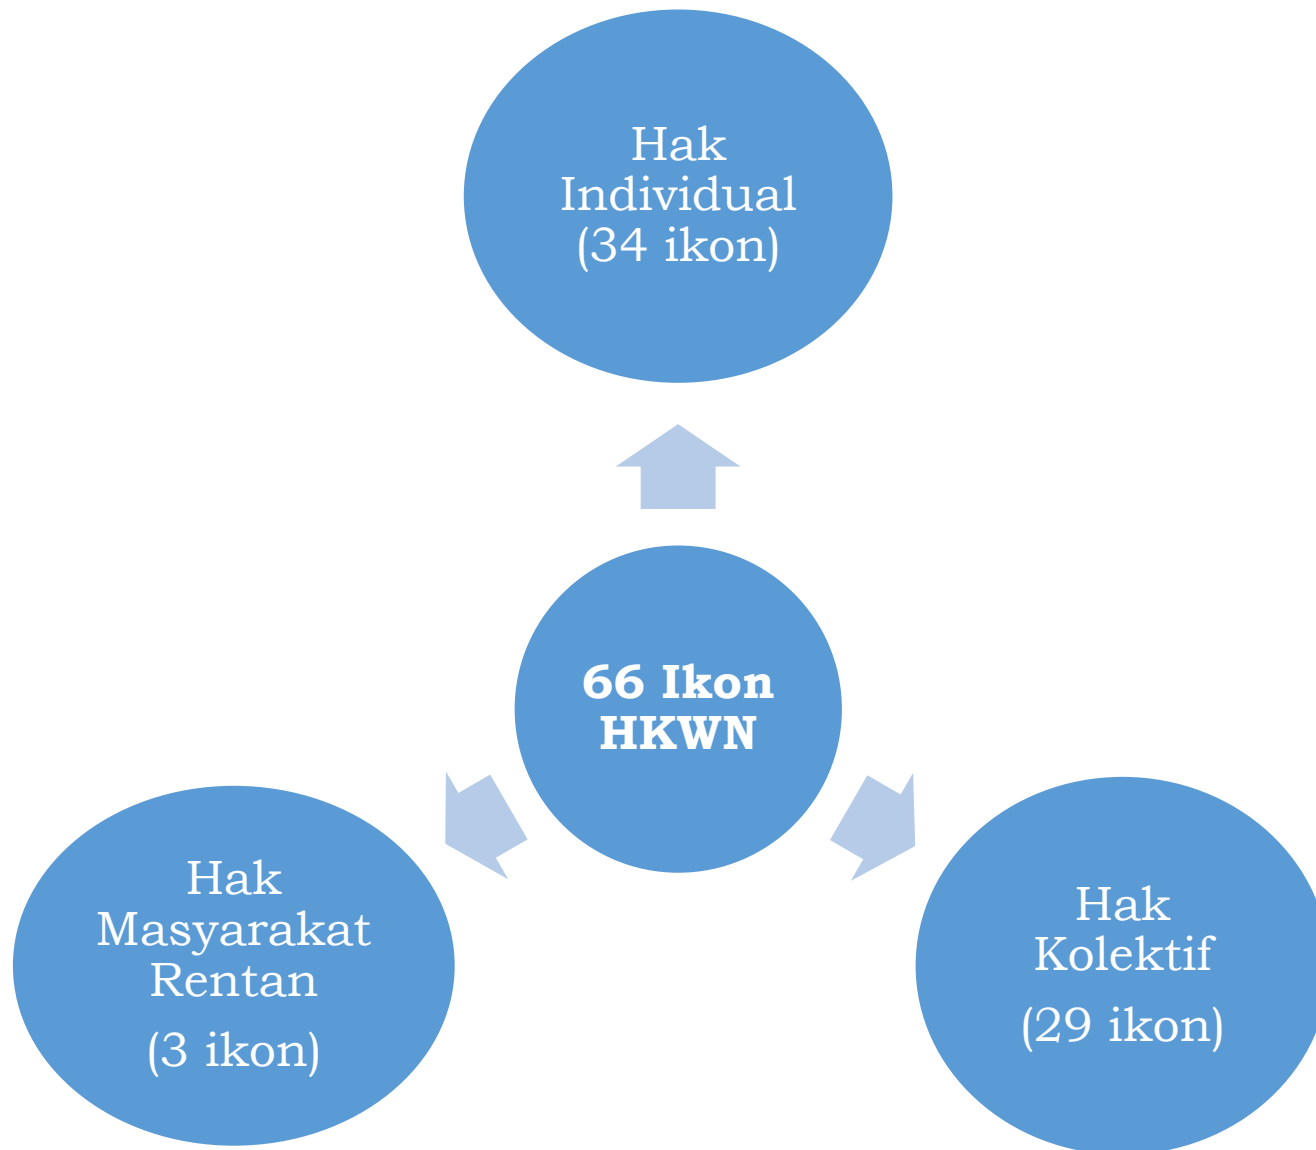 Hak
Individual
(34 ikon)
66 Ikon
HKWN
Hak
Masyarakat
Rentan
(3 ikon)
Hak
Kolektif
(29 ikon)